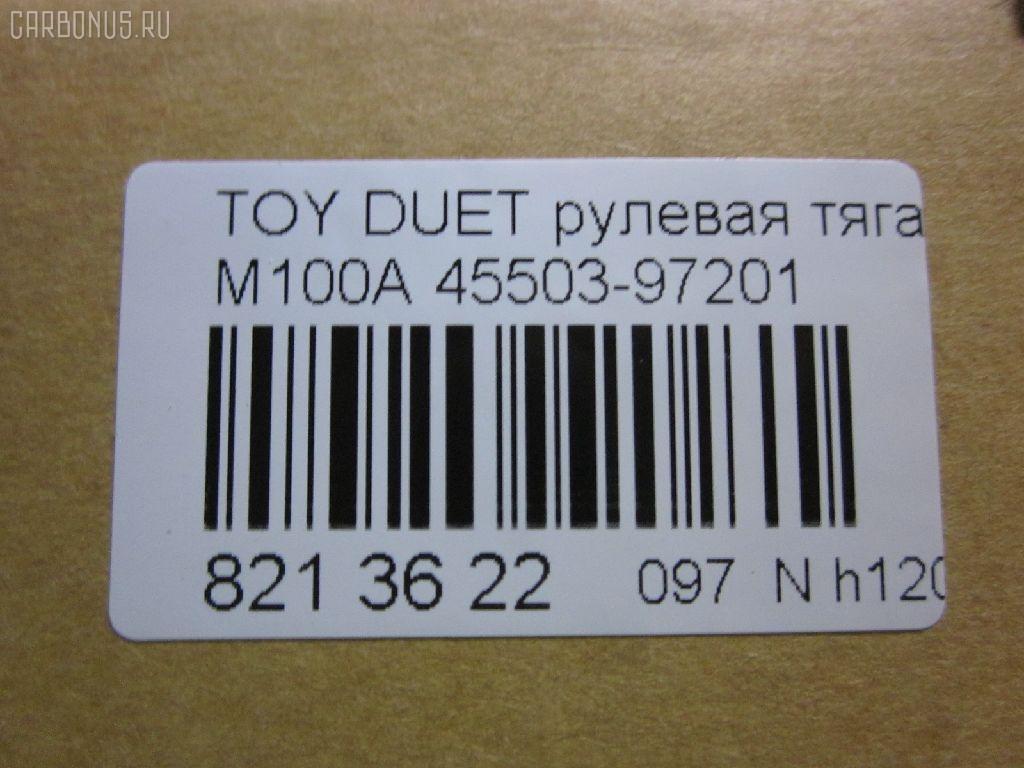 CARBONUS.RU
TOY DUET рулевая тяга
M100A 45503-97201
821 36 22 097 N h120